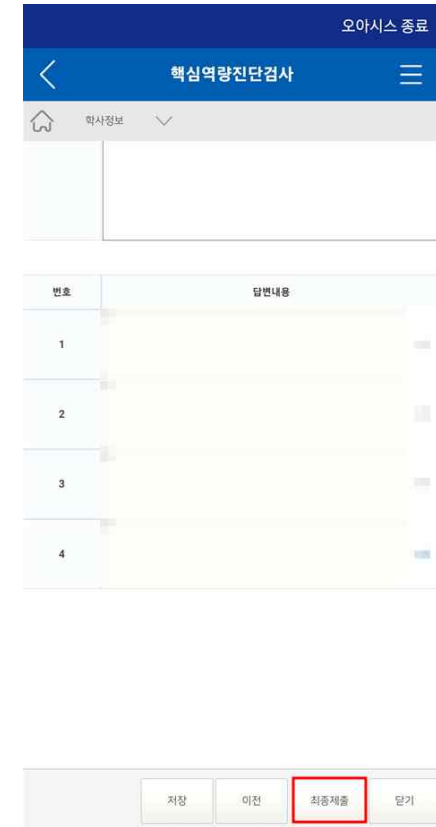 오아시스 종료
핵심역량진단검사
학사정보
번호 답변내용
1
2
3
4
저장 이전 최종제출 닫기